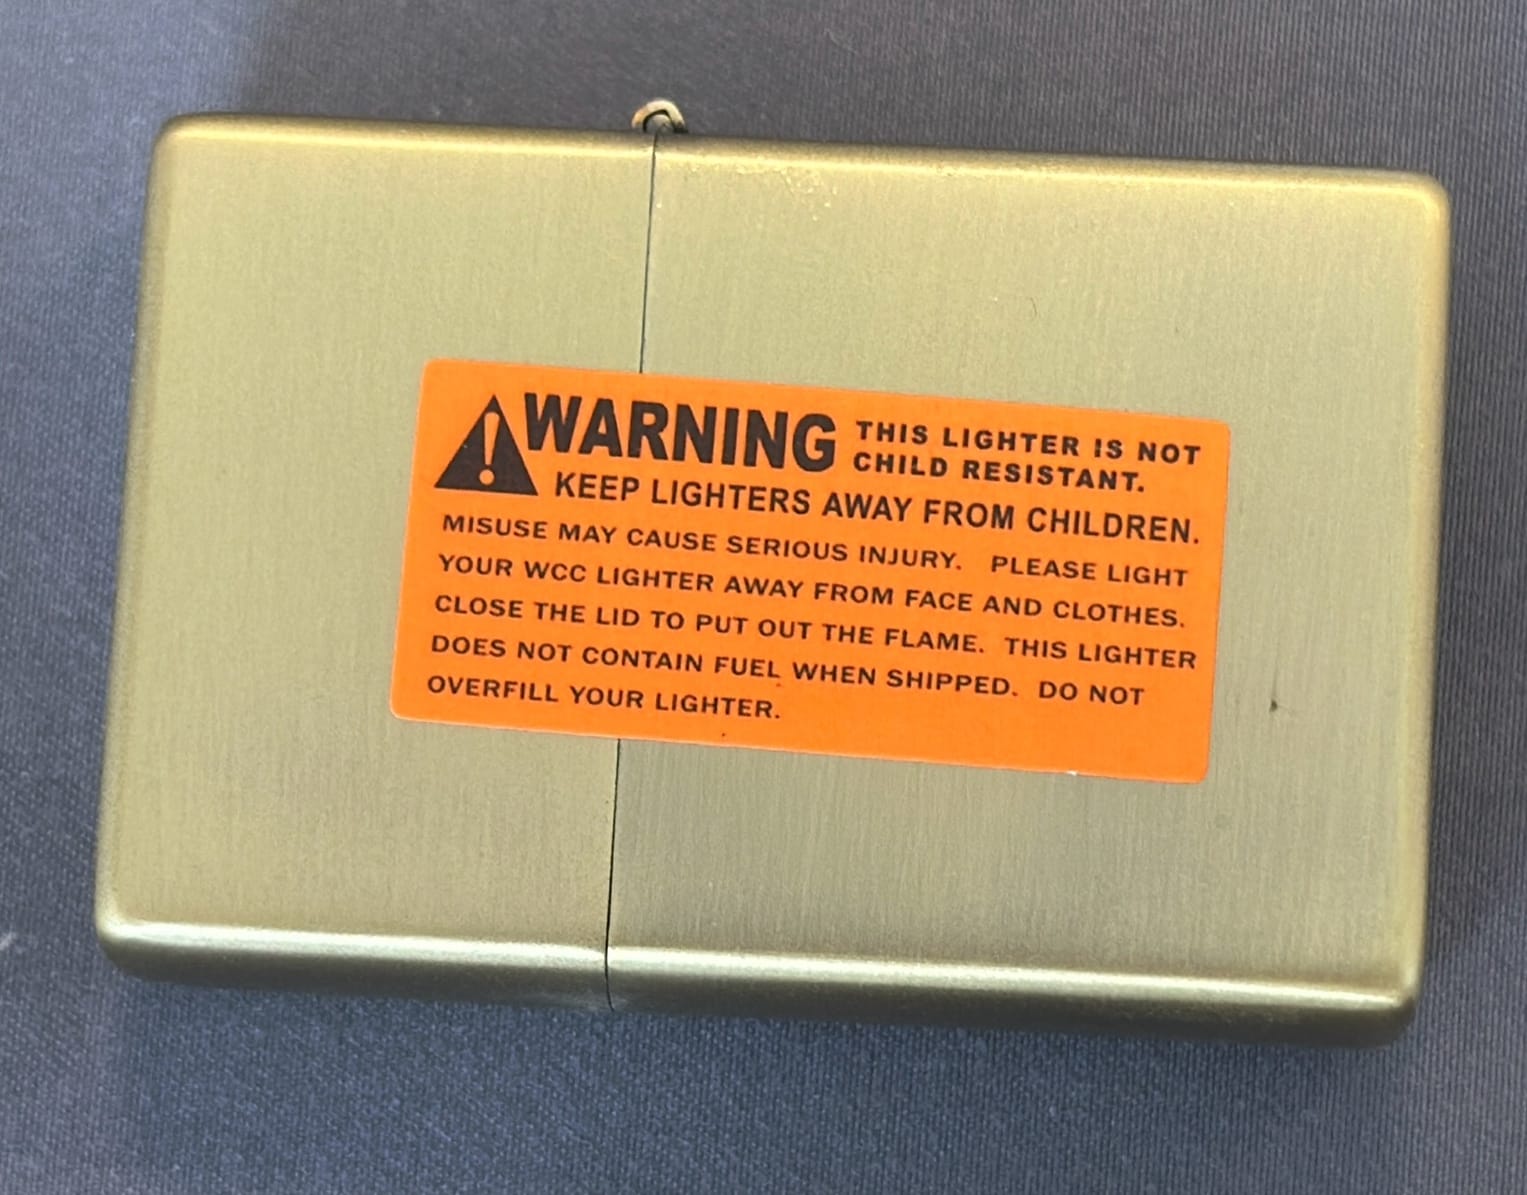 WARNING THIS LIGHTER IS NOT
CHILD RESISTANT.
KEEP LIGHTERS AWAY FROM CHILDREN.
MISUSE MAY CAUSE SERIOUS INJURY. PLEASE LIGHT
YOUR WCC LIGHTER AWAY FROM FACE AND CLOTHES.
CLOSE THE LID TO PUT OUT THE FLAME. THIS LIGHTER
DOES NOT CONTAIN FUEL WHEN SHIPPED. DO NOT
OVERFILL YOUR LIGHTER.